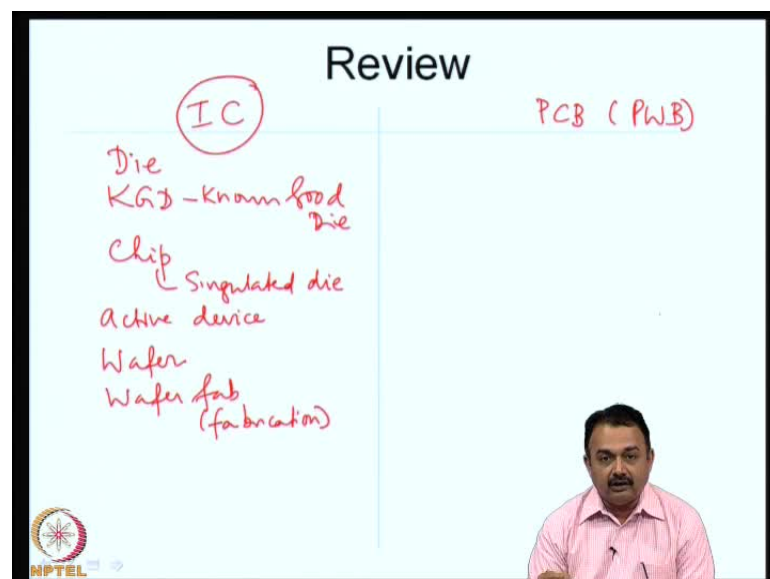 Review
IC
PCB (PWB)
Die
KGD - Known Good
Die
Chip
Singulated die
Active device
Wafer
Wafer fab
(fabrication)
NPTEL